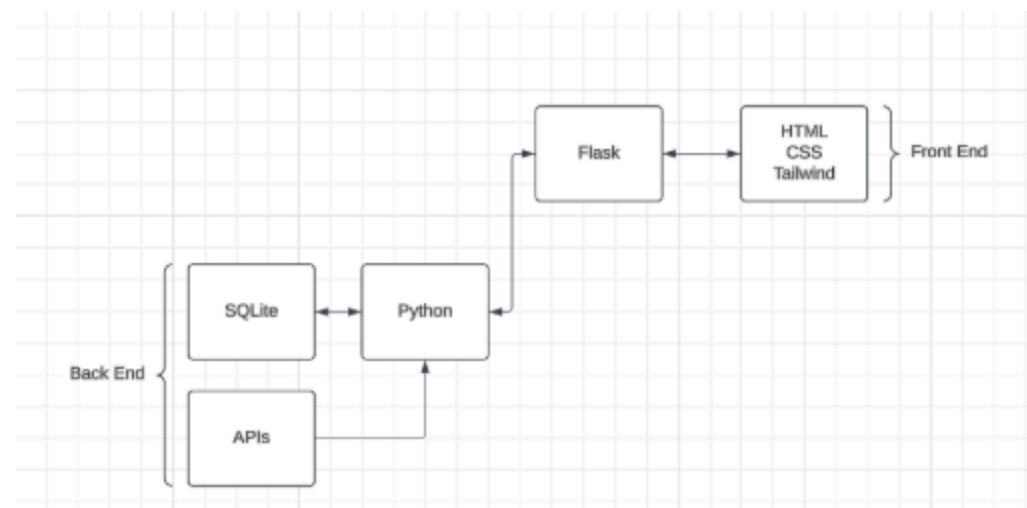 Flask
HTML
CSS
Tailwind
Front End
SQLite
Python
Back End
APIs